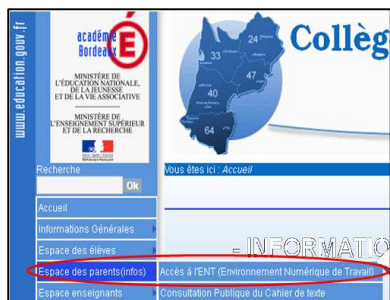 www.education.gouv.fr
académie
Bordeaux
É
MINISTÈRE DE
L'ÉDUCATION NATIONALE,
DE LA JEUNESSE
ET DE LA VIE ASSOCIATIVE
MINISTÈRE DE
L'ENSEIGNEMENT SUPÉRIEUR
ET DE LA RECHERCHE
24
33
47
40
64
Collèg
Recherche
Ok
Vous êtes ici : Accueil
Accueil
Informations Générales
Espace des élèves
- INFORMATIO
Espace des parents(infos)
Accès à l'ENT (Environnement Numérique de Travail)
Espace enseignants
Consultation Publique du Cahier de texte